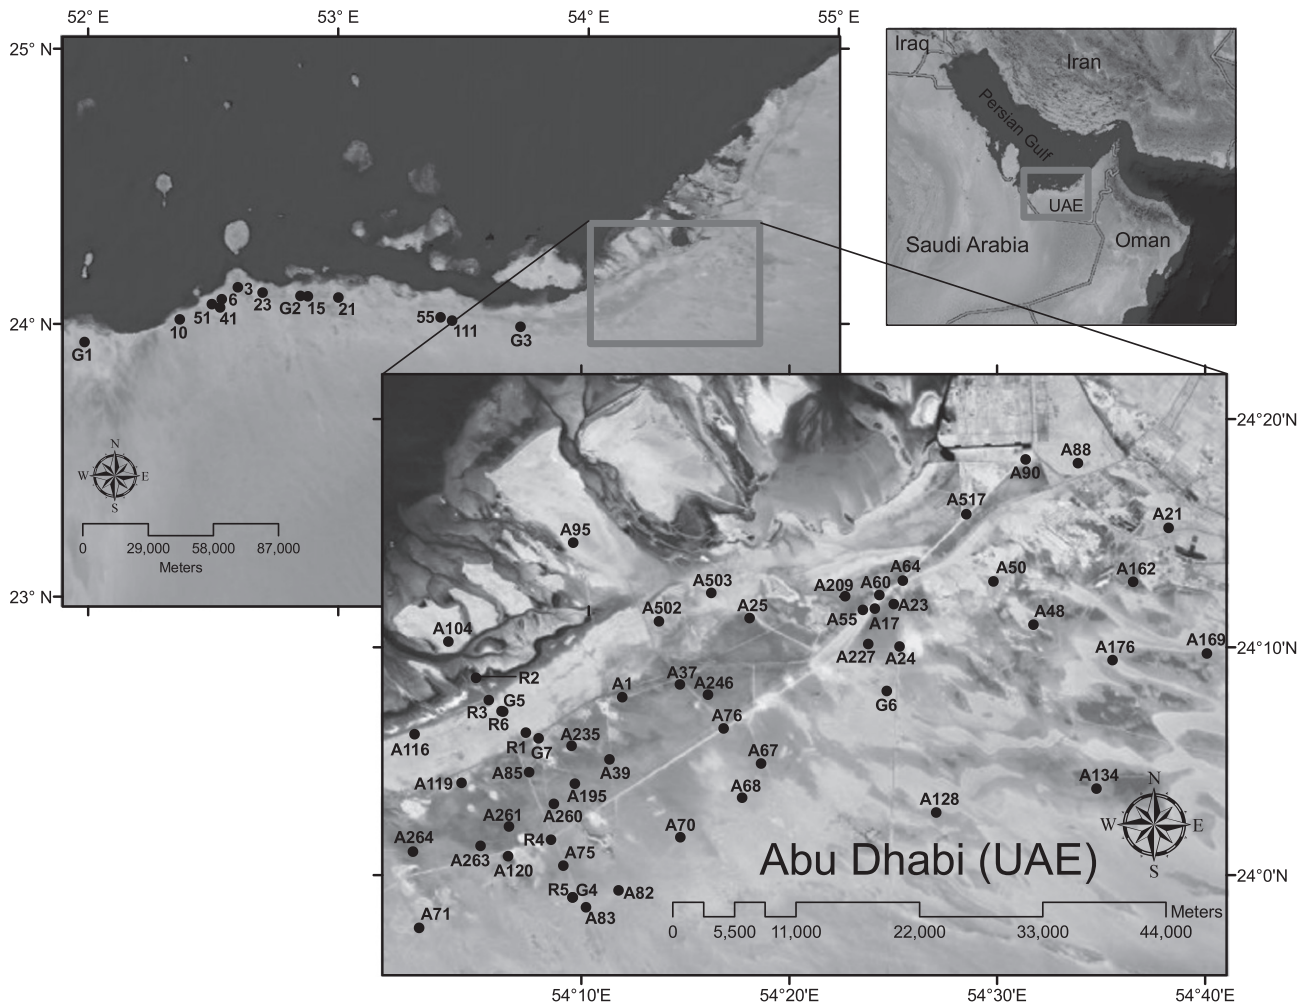 52° E
53° E
54° E
55° E
25° N
24° N
23° N
3
6
23
G2
15
21
51
41
10
55
111
G3
G1
N
W
E
S
0
29,000
58,000
87,000
Meters
Iraq
Iran
Persian Gulf
UAE
Saudi Arabia
Oman
24°20'N
24°10'N
24°0'N
A88
A90
A517
A21
A95
A64
A50
A162
A503
A209
A60
A23
A502
A25
A55
A17
A48
A104
A227
A24
A176
A169
R2
A37
A246
A1
G6
R3
G5
R6
A76
A116
R1
G7
A235
A67
A85
A39
A119
A195
A68
A134
A128
A261
A260
A264
R4
A70
A263
A120
A75
Abu Dhabi (UAE)
R5
G4
A82
A83
A71
N
W
E
S
Meters
0
5,500
11,000
22,000
33,000
44,000
54°10'E
54°20'E
54°30'E
54°40'E